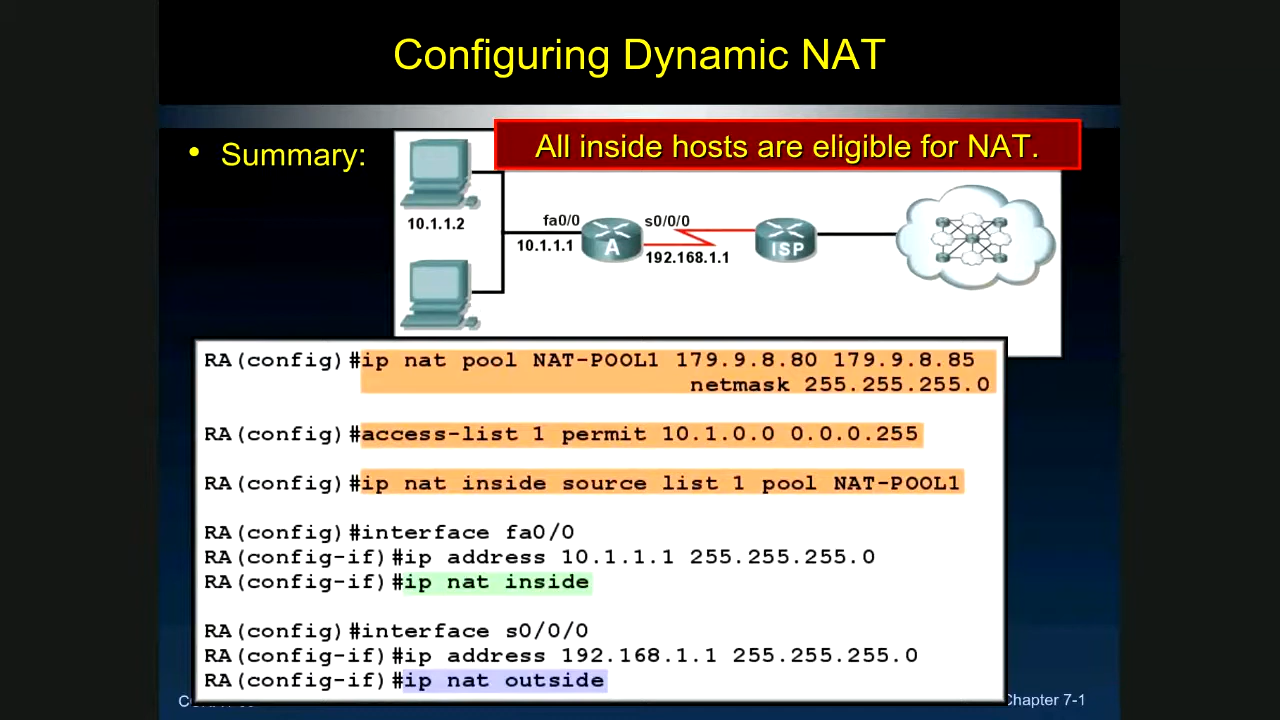 Configuring Dynamic NAT
• Summary:
All inside hosts are eligible for NAT.
10.1.1.2
fa0/0
s0/0/0
10.1.1.1
A
ISP
192.168.1.1
RA(config)#ip nat pool NAT-POOL1 179.9.8.80 179.9.8.85
netmask 255.255.255.0
RA(config)#access-list 1 permit 10.1.0.0 0.0.0.255
RA(config)#ip nat inside source list 1 pool NAT-POOL1
RA(config)#interface fa0/0
RA(config-if)#ip address 10.1.1.1 255.255.255.0
RA(config-if)#ip nat inside
RA(config)#interface s0/0/0
RA(config-if)#ip address 192.168.1.1 255.255.255.0
RA(config-if)#ip nat outside
Chapter 7-1